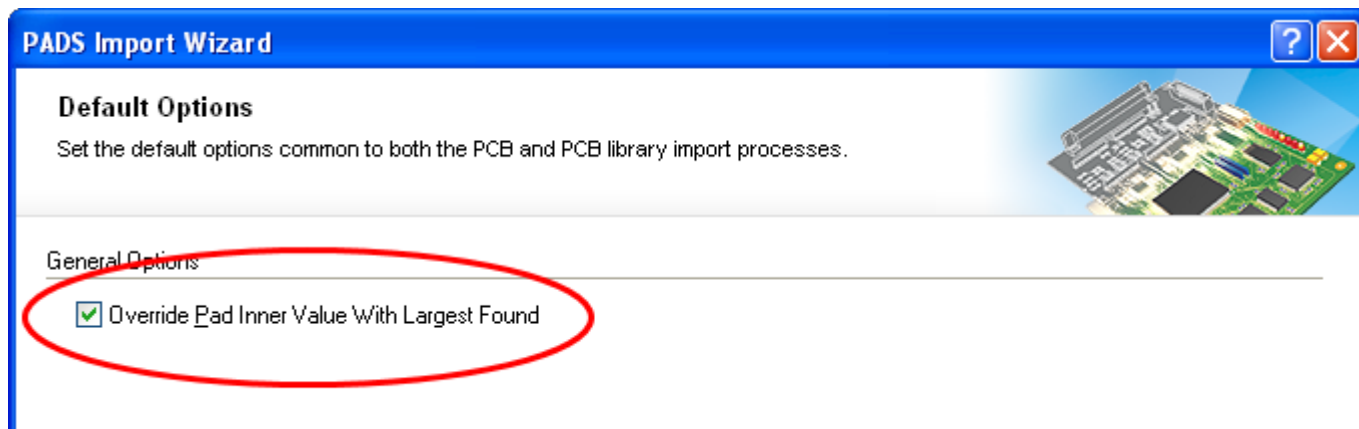 PADS Import Wizard
Default Options
Set the default options common to both the PCB and PCB library import processes.
General Options
Override Pad Inner Value With Largest Found